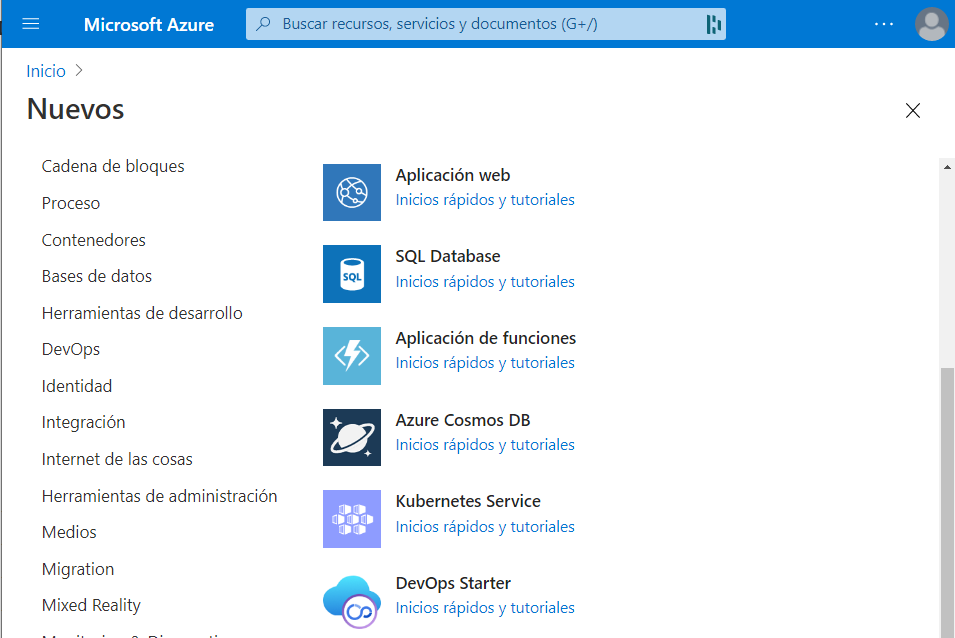 Microsoft Azure
Buscar recursos, servicios y documentos (G+/)
Inicio
Nuevos
Cadena de bloques
Proceso
Contenedores
Bases de datos
Herramientas de desarrollo
DevOps
Identidad
Integración
Internet de las cosas
Herramientas de administración
Medios
Migration
Mixed Reality
Aplicación web
Inicios rápidos y tutoriales
SQL
SQL Database
Inicios rápidos y tutoriales
Aplicación de funciones
Inicios rápidos y tutoriales
Azure Cosmos DB
Inicios rápidos y tutoriales
Kubernetes Service
Inicios rápidos y tutoriales
DevOps Starter
Inicios rápidos y tutoriales